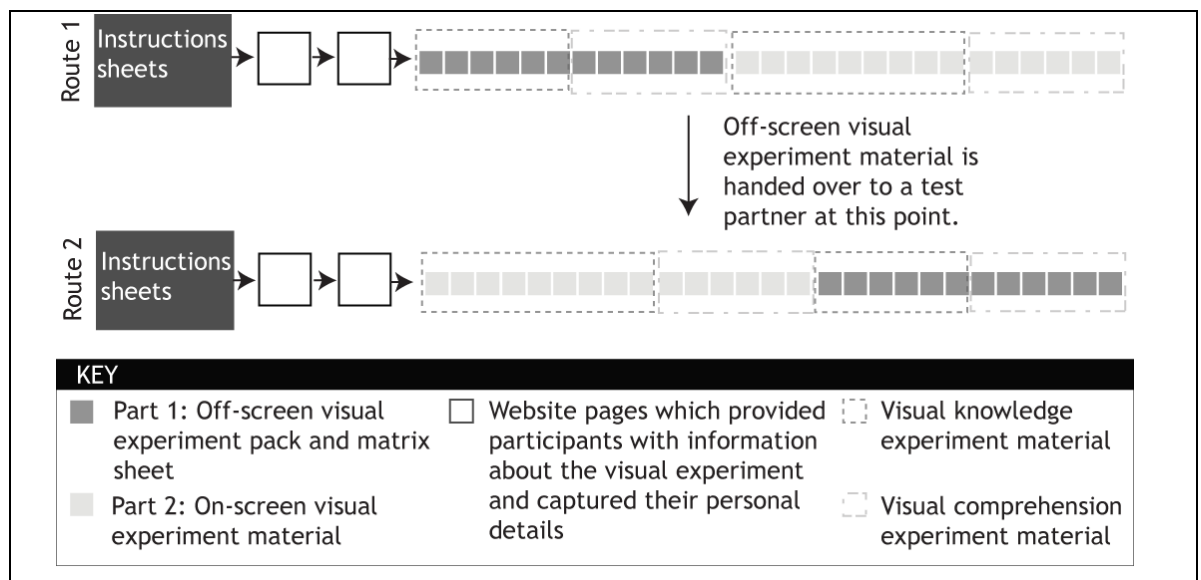 Route 1
Instructions
sheets
Off-screen visual
experiment material is
handed over to a test
partner at this point.
Route 2
Instructions
sheets
KEY
Part 1: Off-screen visual
experiment pack and matrix
sheet
Part 2: On-screen visual
experiment material
Website pages which provided
participants with information
about the visual experiment
and captured their personal
details
Visual knowledge
experiment material
Visual comprehension
experiment material